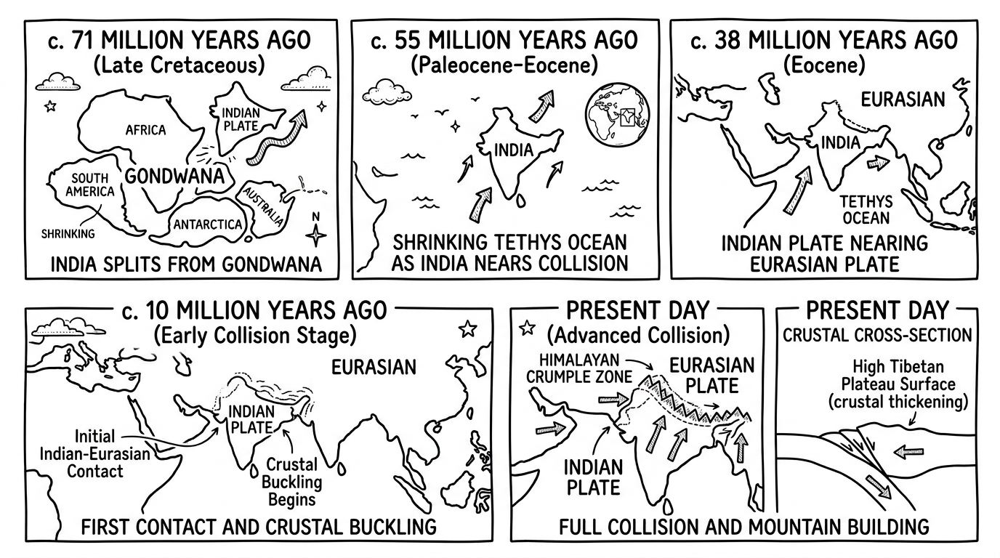 c. 71 MILLION YEARS AGO
(Late Cretaceous)
INDIAN
PLATE
AFRICA
SOUTH
AMERICA
GONDWANA
AUSTRALIA
ANTARCTICA
SHRINKING
N
INDIA SPLITS FROM GONDWANA
c. 55 MILLION YEARS AGO
(Paleocene–Eocene)
INDIA
SHRINKING TETHYS OCEAN
AS INDIA NEARS COLLISION
c. 38 MILLION YEARS AGO
(Eocene)
EURASIAN
INDIA
TETHYS
OCEAN
INDIAN PLATE NEARING
EURASIAN PLATE
c. 10 MILLION YEARS AGO
(Early Collision Stage)
EURASIAN
INDIAN
PLATE
Initial
Indian-Eurasian
Contact
Crustal
Buckling
Begins
FIRST CONTACT AND CRUSTAL BUCKLING
PRESENT DAY
(Advanced Collision)
HIMALAYAN
CRUMPLE ZONE
EURASIAN
PLATE
INDIAN
PLATE
PRESENT DAY
CRUSTAL CROSS-SECTION
High Tibetan
Plateau Surface
(crustal thickening)
FULL COLLISION AND MOUNTAIN BUILDING